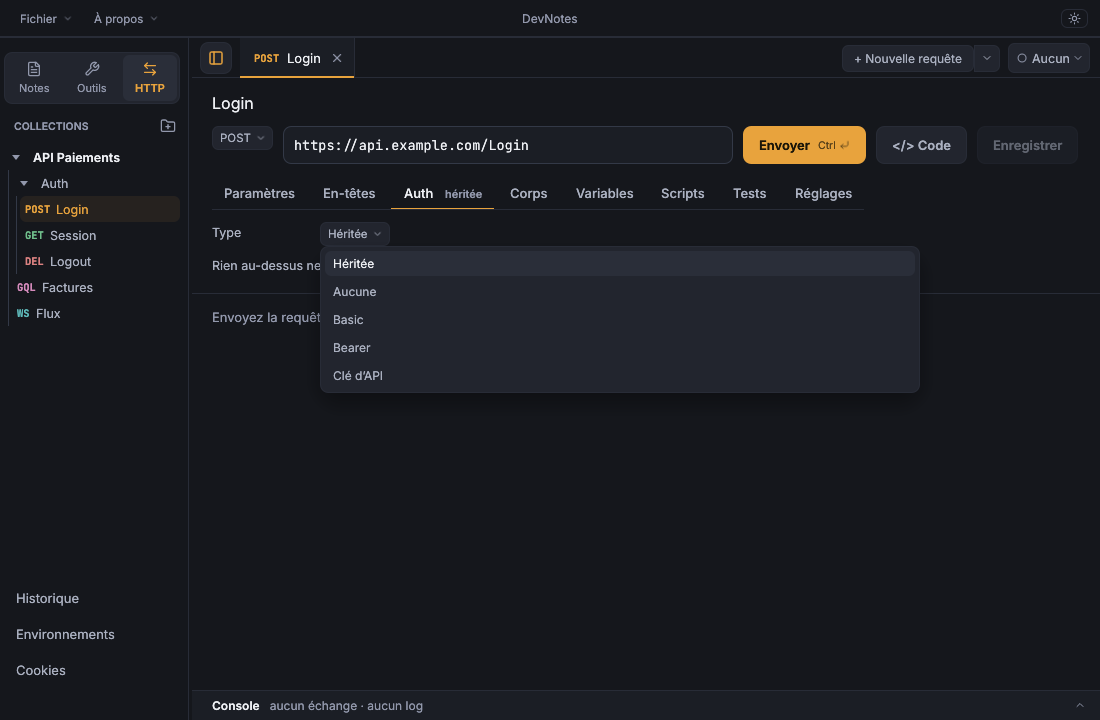 Fichier
À propos
DevNotes
Notes
Outils
HTTP
COLLECTIONS
API Paiements
Auth
POST Login
GET Session
DEL Logout
GQL Factures
WS Flux
Historique
Environnements
Cookies
POST Login
+ Nouvelle requête
Aucun
Login
POST
https://api.example.com/Login
Envoyer Ctrl ↵
</> Code
Enregistrer
Paramètres
En-têtes
Auth héritée
Corps
Variables
Scripts
Tests
Réglages
Type
Héritée
Rien au-dessus ne
Héritée
Aucune
Basic
Bearer
Clé d’API
Envoyez la requêt
Console aucun échange · aucun log